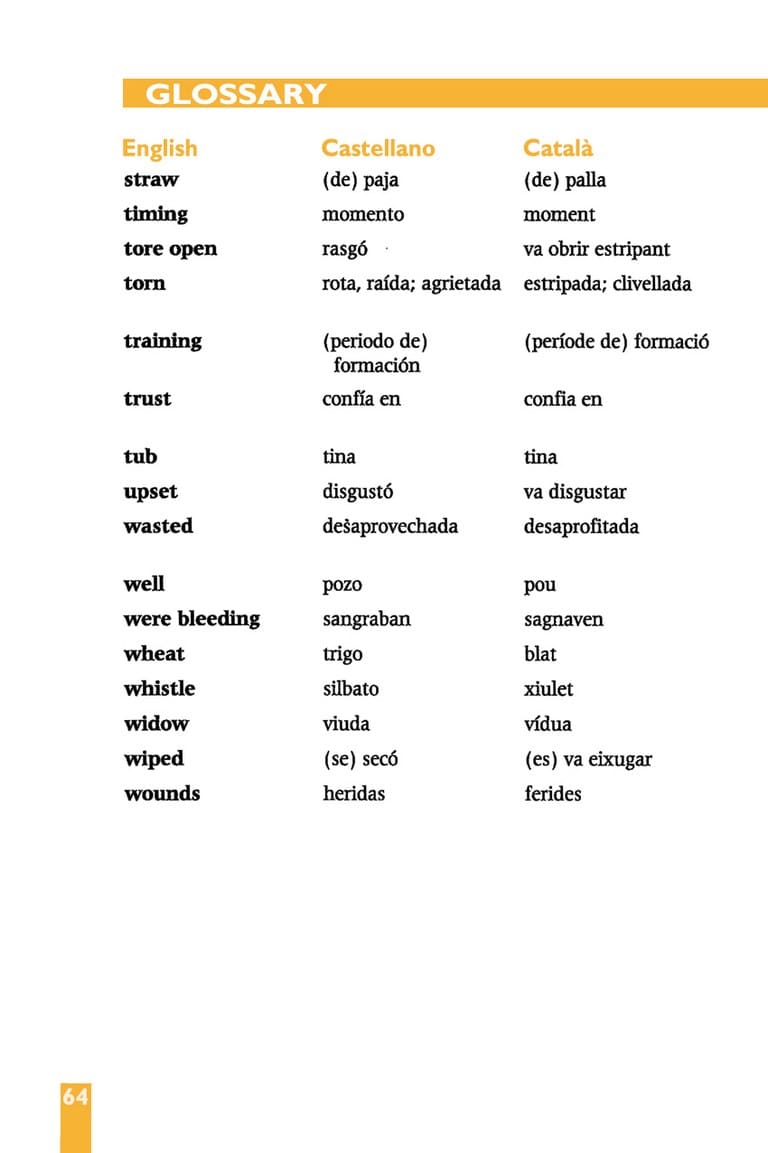 GLOSSARY
English Castellano Català
straw (de) paja (de) palla
timing momento moment
tore open rasgó va obrir estripant
torn rota, raída; agrietada estripada; clivellada
training (periodo de) (període de) formació
formación
trust confía en confia en
tub tina tina
upset disgustó va disgustar
wasted desaprovechada desaprofitada
well pozo pou
were bleeding sangraban sagnaven
wheat trigo blat
whistle silbato xiulet
widow viuda vídua
wiped (se) secó (es) va eixugar
wounds heridas ferides
64